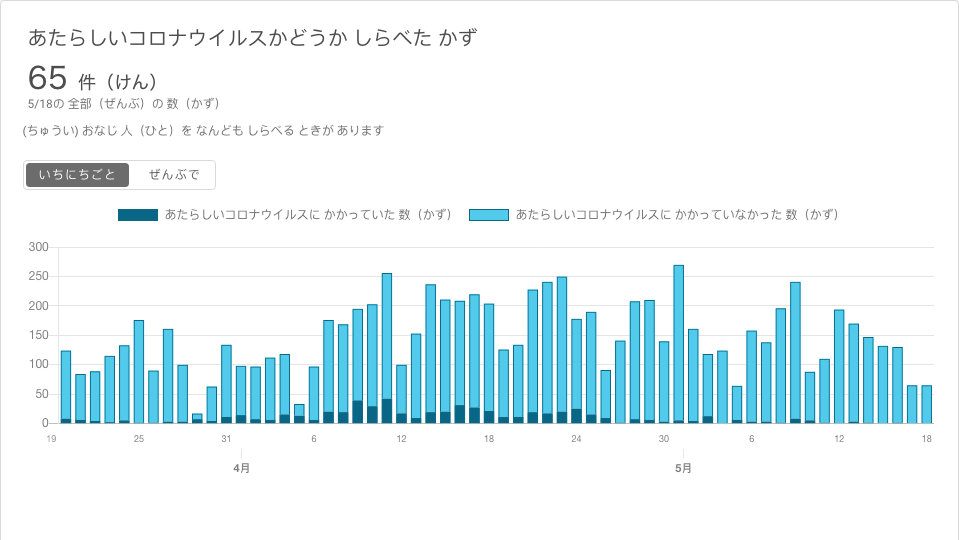 あたらしいコロナウイルスかどうか しらべた かず
65 件（けん）
5/18の 全部（ぜんぶ）の 数（かず）
(ちゅうい) おなじ 人（ひと）を なんども しらべる ときが あります
いちにちごと ぜんぶで
あたらしいコロナウイルスに かかっていた 数（かず） あたらしいコロナウイルスに かかっていなかった 数（かず）
300
250
200
150
100
50
0
19 25 31 6 12 18 24 30 6 12 18
4月 5月